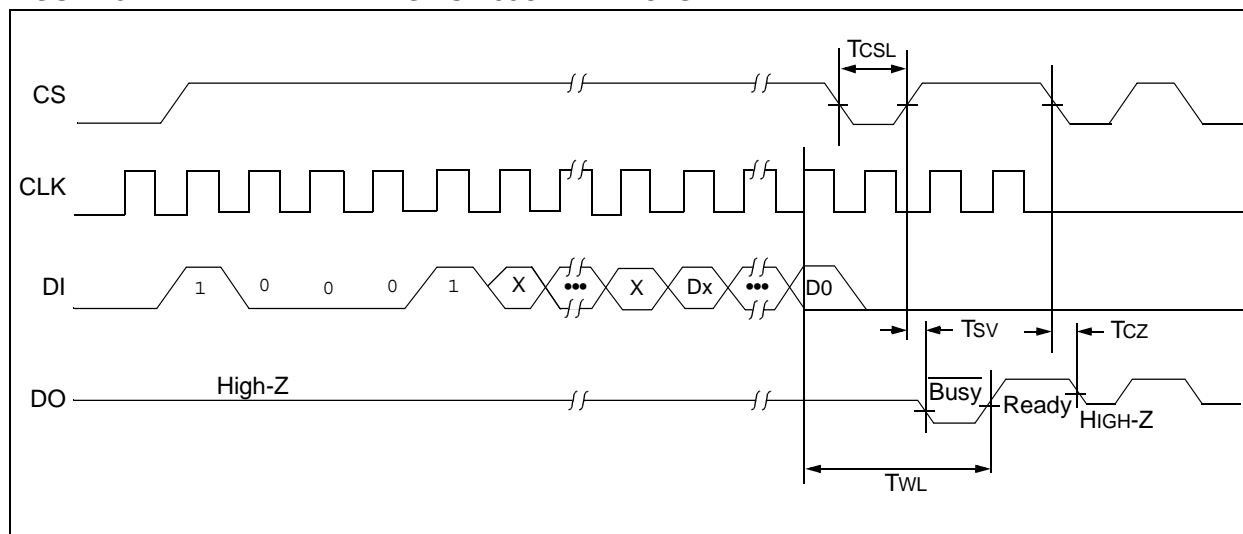 TCSL
CS
CLK
DI 1 0 0 0 1 X ••• X Dx ••• D0
TSV TCZ
High-Z Busy
DO Ready HIGH-Z
TWL